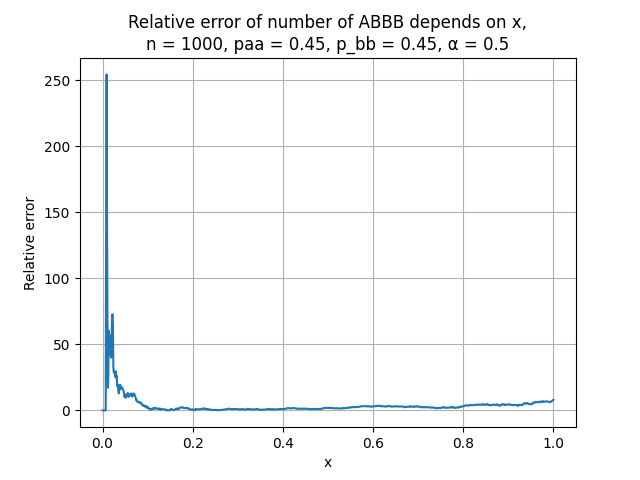 Relative error of number of ABBB depends on x,
n = 1000, paa = 0.45, p_bb = 0.45, α = 0.5
250
200
150
100
50
0
Relative error
0.0 0.2 0.4 0.6 0.8 1.0
x